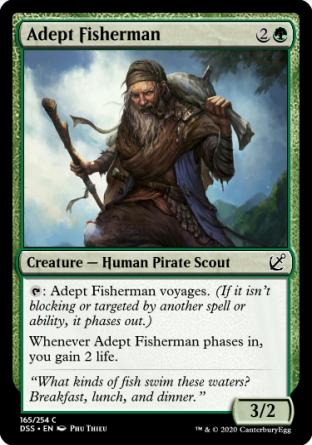 Adept Fisherman 2
Creature — Human Pirate Scout
: Adept Fisherman voyages. (If it isn't
blocking or targeted by another spell or
ability, it phases out.)
Whenever Adept Fisherman phases in,
you gain 2 life.
"What kinds of fish swim these waters?
Breakfast, lunch, and dinner."
3/2
165/254 C
DSS • EN Phu Thieu
™ & © 2020 CanterburyEgg